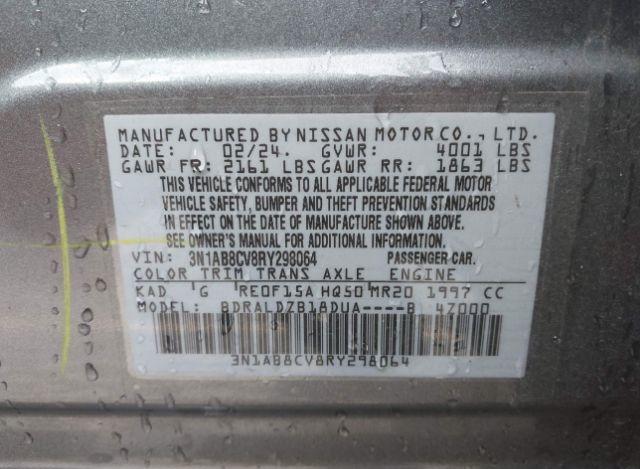 MANUFACTURED BY NISSAN MOTOR CO., LTD.
DATE: 02/24. GVWR: 4001 LBS
GAWR FR: 2161 LBS GAWR RR: 1863 LBS
THIS VEHICLE CONFORMS TO ALL APPLICABLE FEDERAL MOTOR
VEHICLE SAFETY, BUMPER AND THEFT PREVENTION STANDARDS
IN EFFECT ON THE DATE OF MANUFACTURE SHOWN ABOVE.
SEE OWNER'S MANUAL FOR ADDITIONAL INFORMATION.
VIN: 3N1AB8CV8RY298064 PASSENGER CAR.
COLOR TRIM TRANS AXLE ENGINE
KAD G RE0F15A HQ50 MR20 1997 CC
MODEL: BDRALDZB18DUA----B 4Z000
3N1AB8CV8RY298064